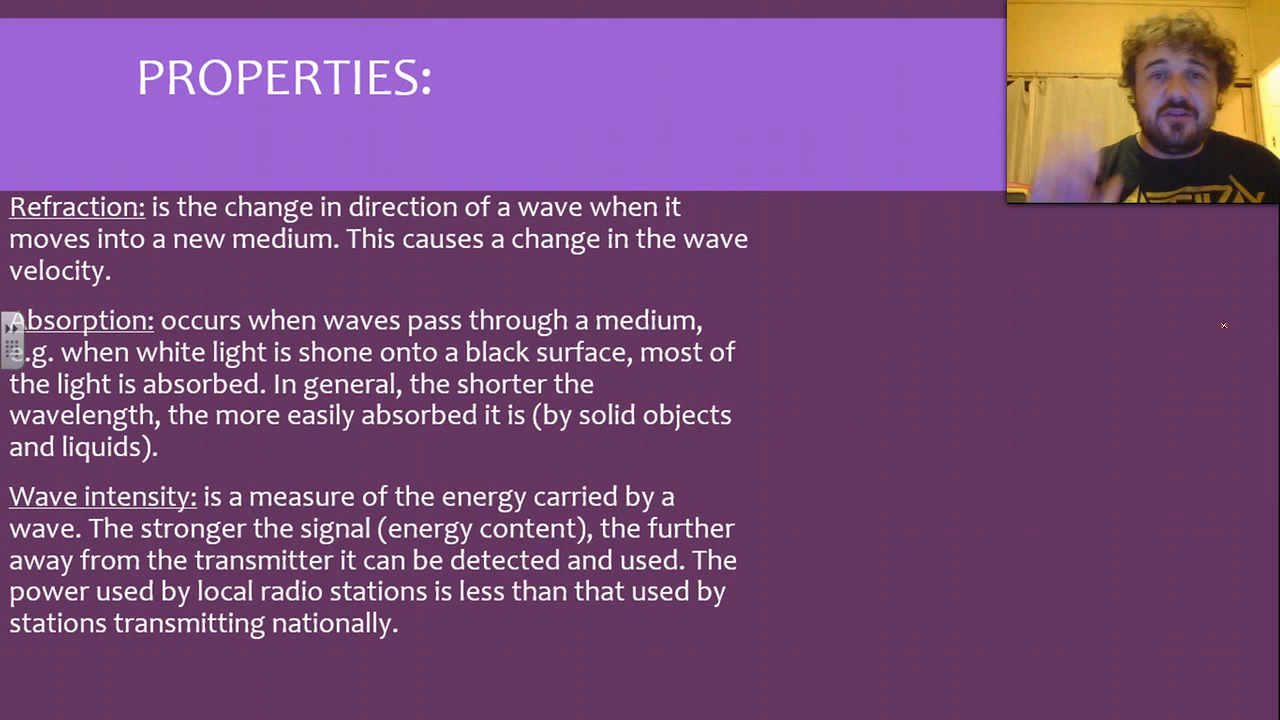 PROPERTIES:
Refraction: is the change in direction of a wave when it
moves into a new medium. This causes a change in the wave
velocity.
Absorption: occurs when waves pass through a medium,
e.g. when white light is shone onto a black surface, most of
the light is absorbed. In general, the shorter the
wavelength, the more easily absorbed it is (by solid objects
and liquids).
Wave intensity: is a measure of the energy carried by a
wave. The stronger the signal (energy content), the further
away from the transmitter it can be detected and used. The
power used by local radio stations is less than that used by
stations transmitting nationally.